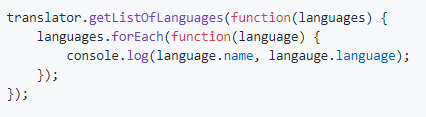 translator.getListOfLanguages(function(languages) {
    languages.forEach(function(language) {
        console.log(language.name, langauge.language);
    });
});